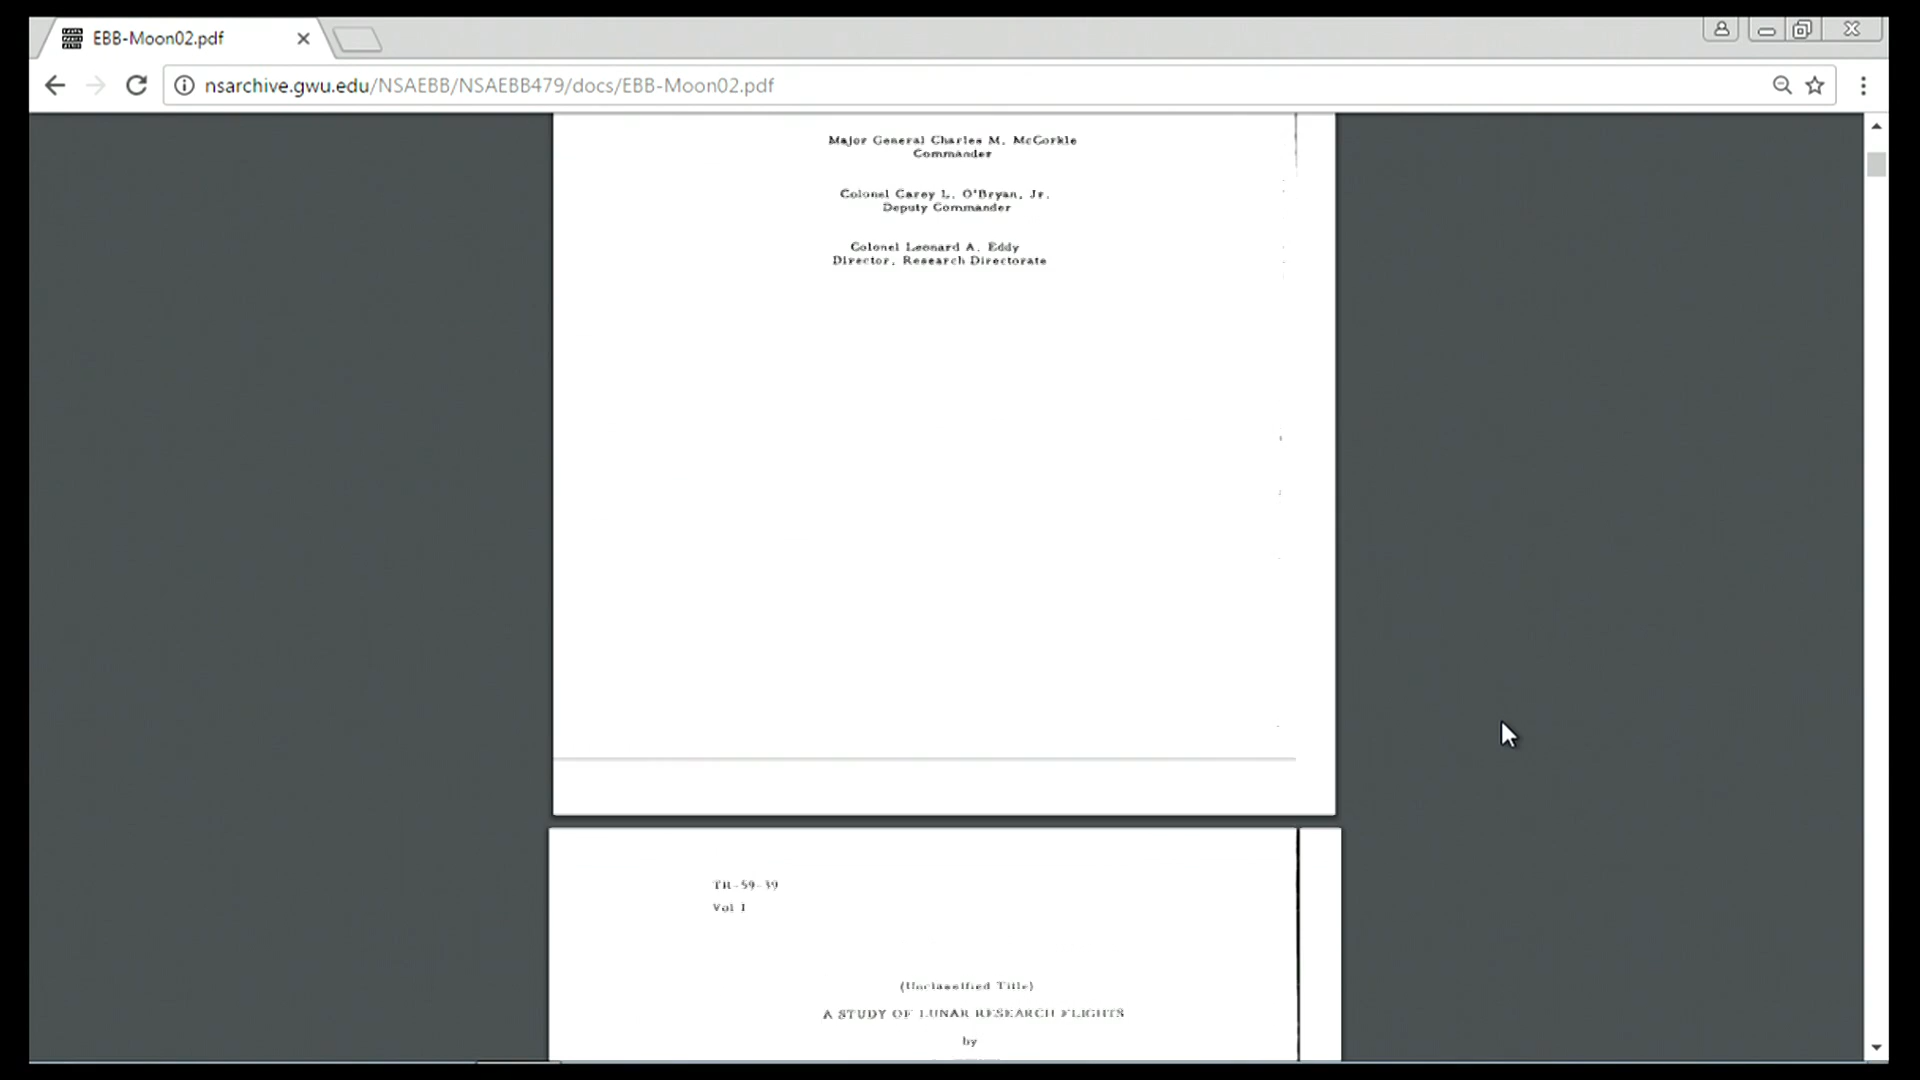 EBB-Moon02.pdf
nsarchive.gwu.edu/NSAEBB/NSAEBB479/docs/EBB-Moon02.pdf
Major General Charles M. McCorkle
Commander
Colonel Carey L. O'Bryan, Jr.
Deputy Commander
Colonel Leonard A. Eddy
Director, Research Directorate
TR-59-39
Vol I
(Unclassified Title)
A STUDY OF LUNAR RESEARCH FLIGHTS
by